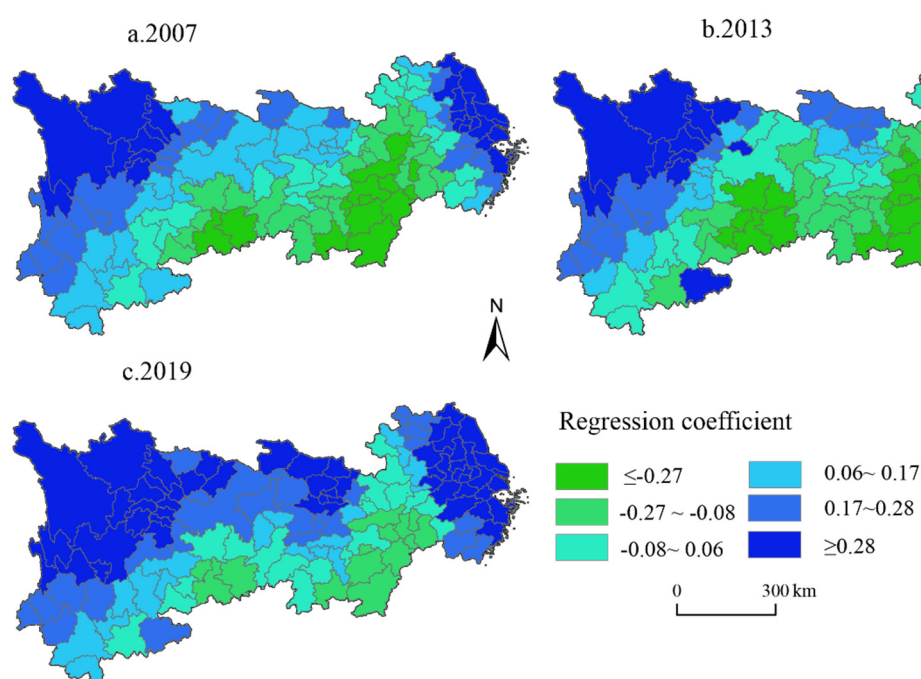 a.2007
b.2013
N
c.2019
Regression coefficient
≤-0.27
0.06~ 0.17
-0.27 ~ -0.08
0.17~0.28
-0.08~ 0.06
≥0.28
0 300 km